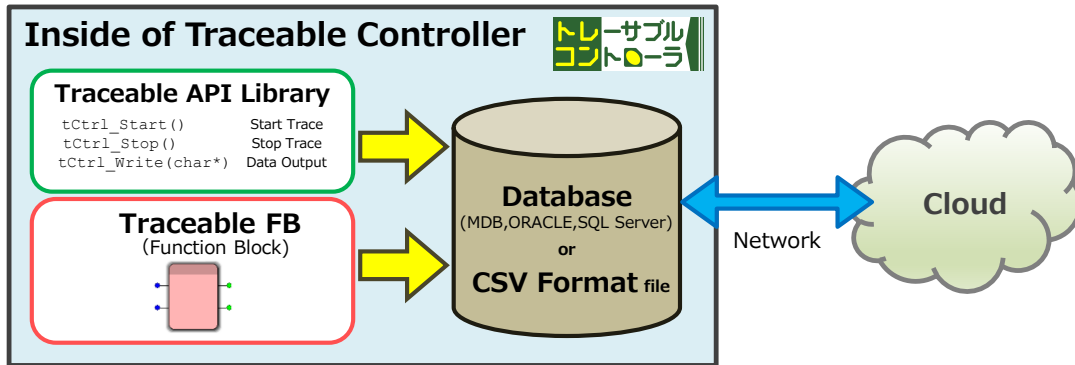 Inside of Traceable Controller
トレーサブル
コントローラ
Traceable API Library
tCtrl_Start() Start Trace
tCtrl_Stop() Stop Trace
tCtrl_Write(char*) Data Output
Traceable FB
(Function Block)
Database
(MDB,ORACLE,SQL Server)
or
CSV Format file
Network
Cloud